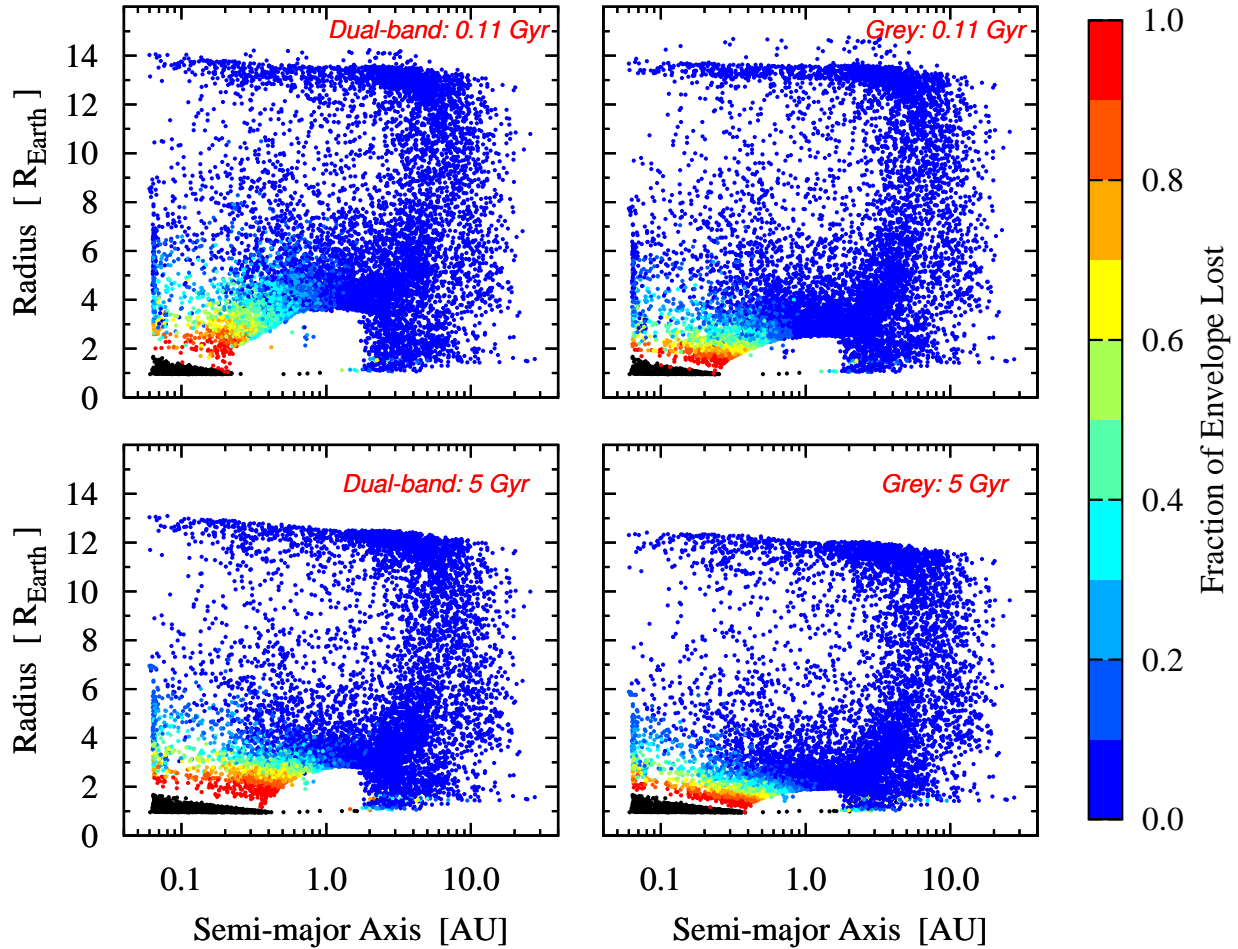 Dual-band: 0.11 Gyr
Grey: 0.11 Gyr
14
12
10
8
6
4
2
0
Radius [ R_Earth ]
Dual-band: 5 Gyr
Grey: 5 Gyr
14
12
10
8
6
4
2
0
Radius [ R_Earth ]
0.1 1.0 10.0
0.1 1.0 10.0
Semi-major Axis [AU]
Semi-major Axis [AU]
1.0
0.8
0.6
0.4
0.2
0.0
Fraction of Envelope Lost